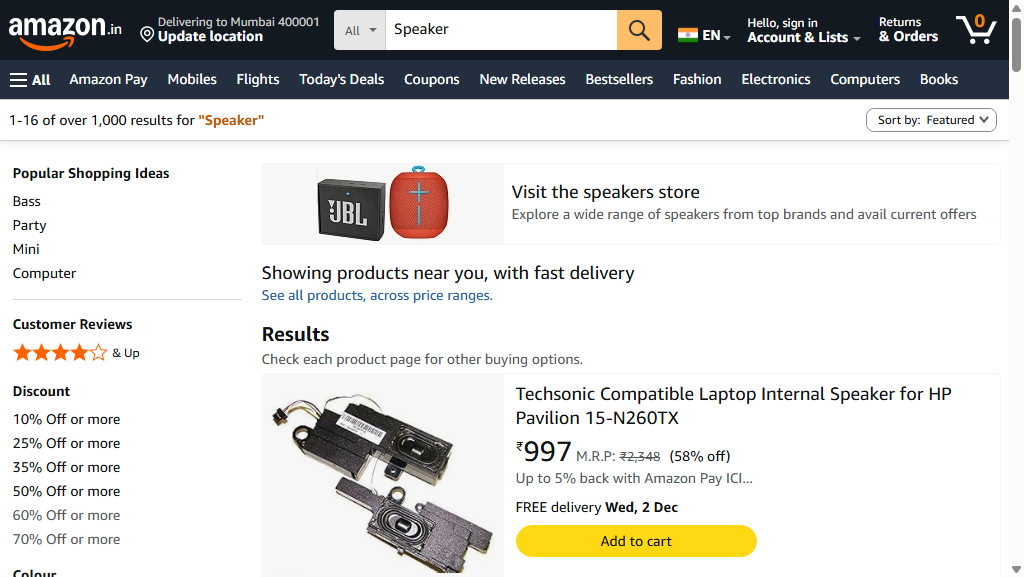 amazon.in
Delivering to Mumbai 400001
Update location
All
Speaker
EN
Hello, sign in
Account & Lists
Returns
& Orders
0
All
Amazon Pay
Mobiles
Flights
Today's Deals
Coupons
New Releases
Bestsellers
Fashion
Electronics
Computers
Books
1-16 of over 1,000 results for "Speaker"
Sort by: Featured
Popular Shopping Ideas
Bass
Party
Mini
Computer
Customer Reviews
& Up
Discount
10% Off or more
25% Off or more
35% Off or more
50% Off or more
60% Off or more
70% Off or more
Colour
JBL
Visit the speakers store
Explore a wide range of speakers from top brands and avail current offers
Showing products near you, with fast delivery
See all products, across price ranges.
Results
Check each product page for other buying options.
Techsonic Compatible Laptop Internal Speaker for HP
Pavilion 15-N260TX
₹997 M.R.P: ₹2,348 (58% off)
Up to 5% back with Amazon Pay ICI...
FREE delivery Wed, 2 Dec
Add to cart